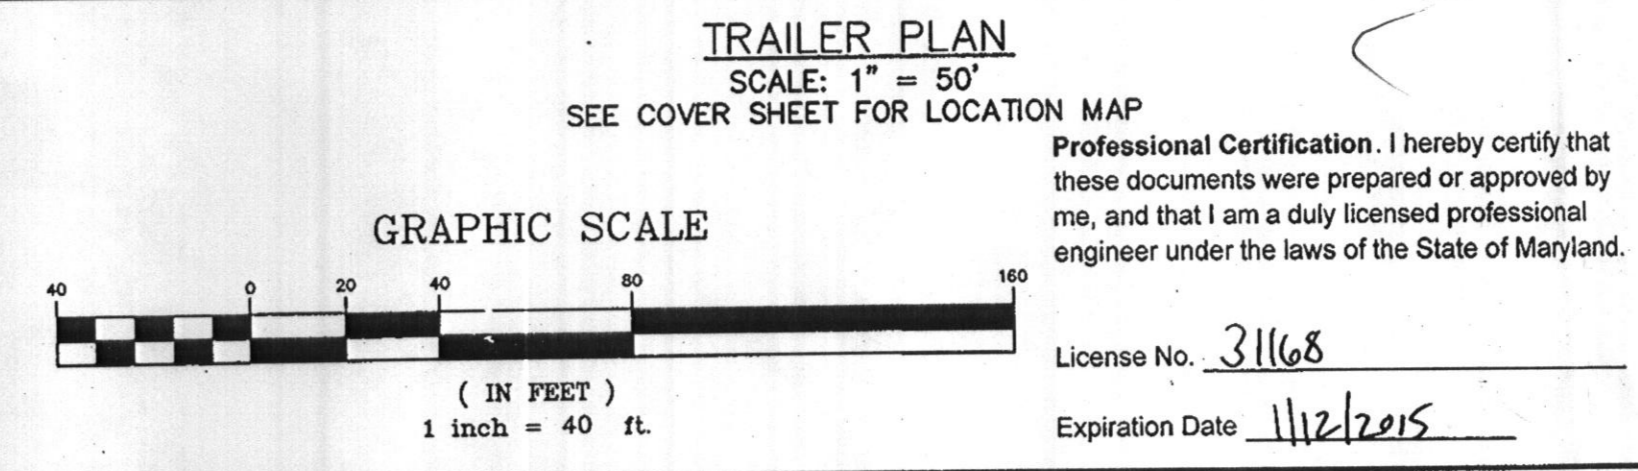 TRAILER PLAN
SCALE: 1" = 50'
SEE COVER SHEET FOR LOCATION MAP
Professional Certification. I hereby certify that
these documents were prepared or approved by
me, and that I am a duly licensed professional
engineer under the laws of the State of Maryland.
GRAPHIC SCALE
40 0 20 40 80 160
( IN FEET )
1 inch = 40 ft.
License No. 31168
Expiration Date 1/12/2015